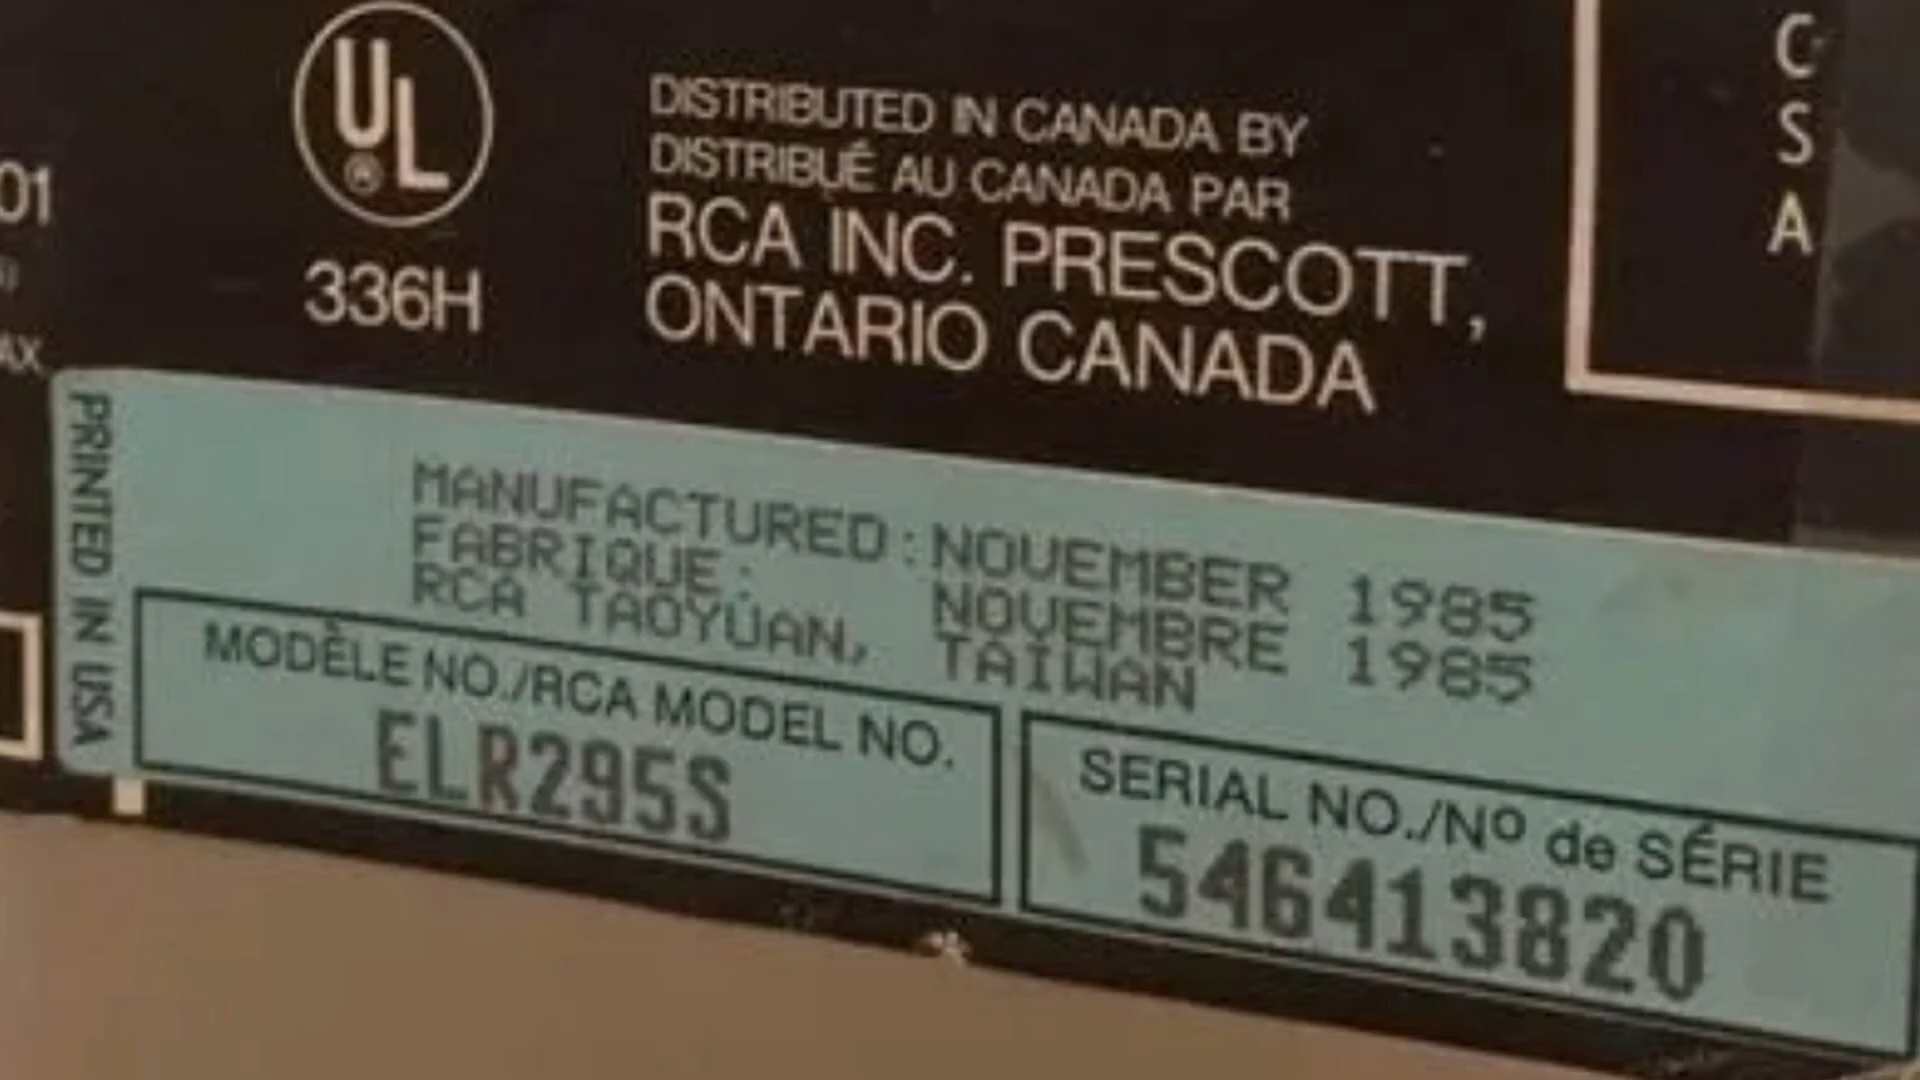 UL
®
336H
DISTRIBUTED IN CANADA BY
DISTRIBUÉ AU CANADA PAR
RCA INC. PRESCOTT,
ONTARIO CANADA
C
S
A
01
AX
PRINTED IN USA
MANUFACTURED: NOVEMBER 1985
FABRIQUE: NOVEMBRE 1985
RCA TAOYUAN, TAIWAN
MODÈLE NO./RCA MODEL NO.
ELR295S
SERIAL NO./Nº de SÉRIE
546413820